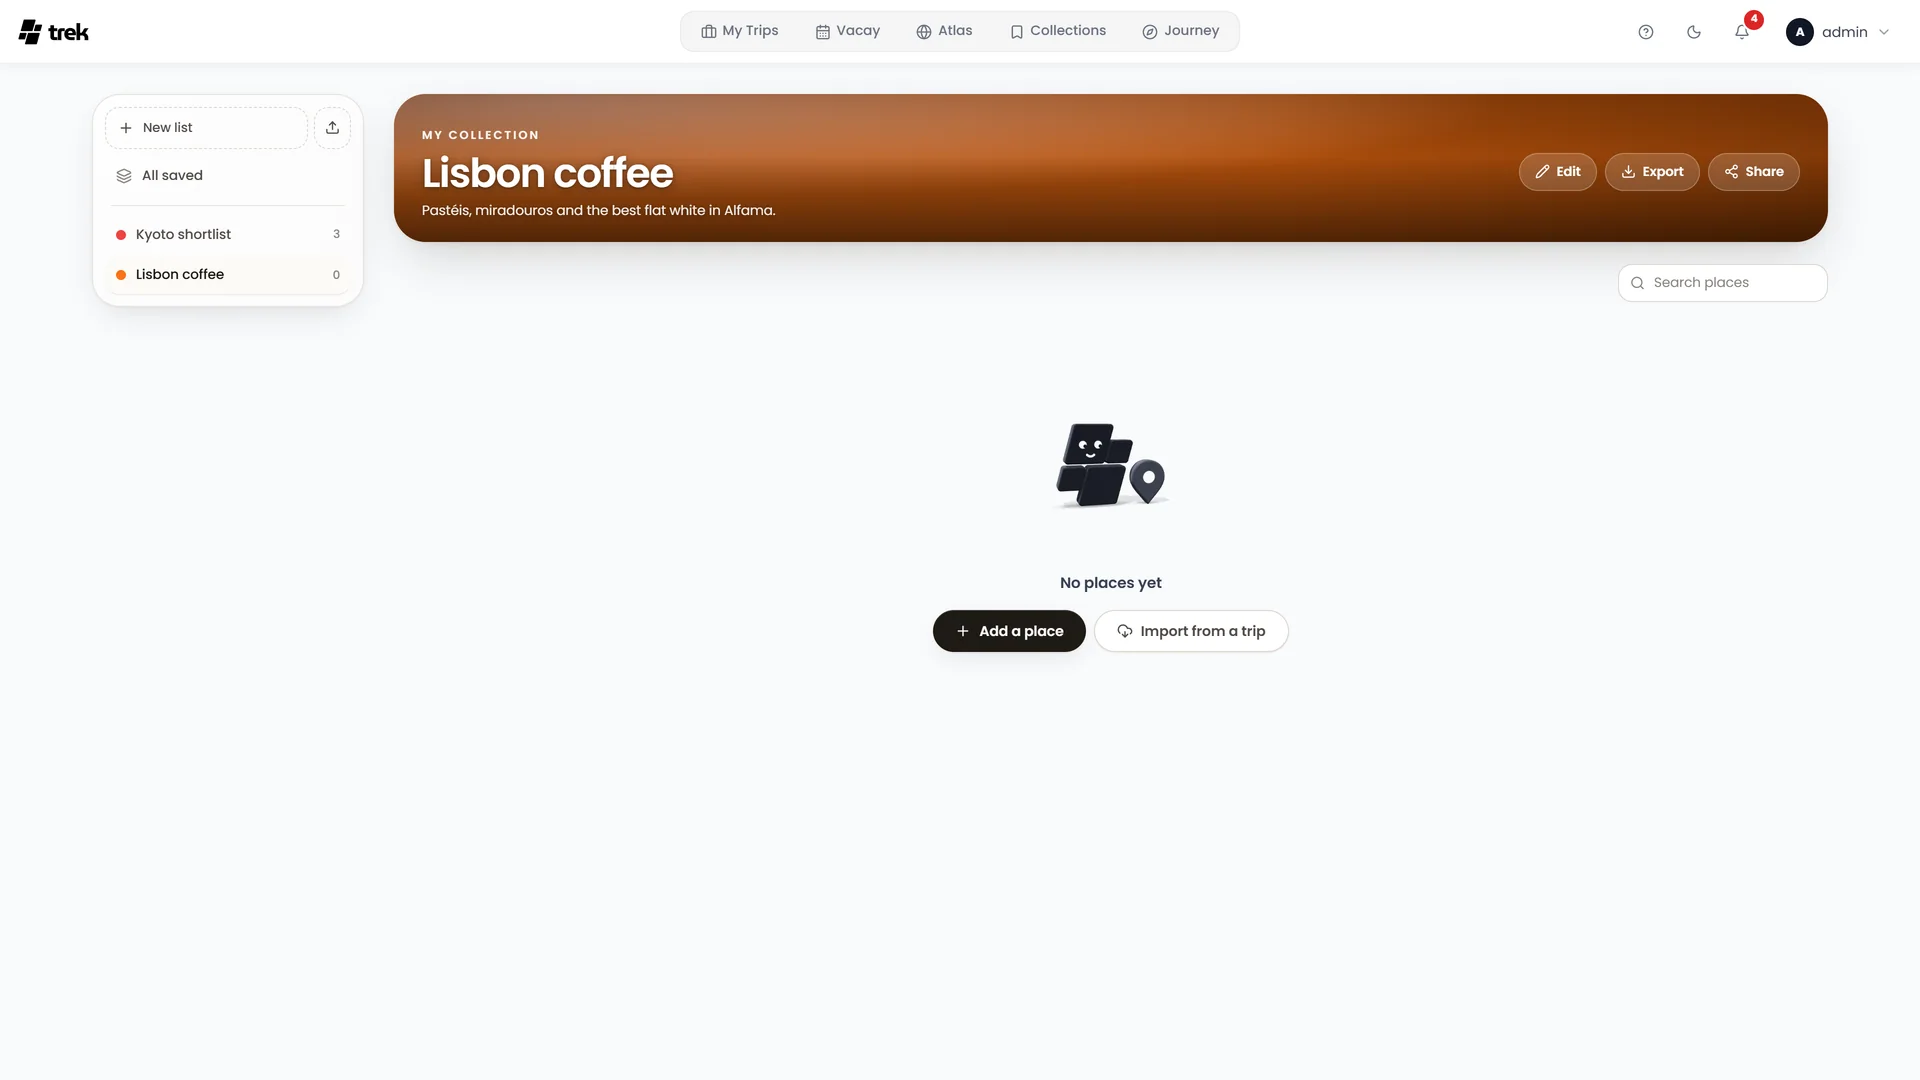 trek
My Trips
Vacay
Atlas
Collections
Journey
4
A
admin
New list
All saved
Kyoto shortlist
3
Lisbon coffee
0
MY COLLECTION
Lisbon coffee
Pastéis, miradouros and the best flat white in Alfama.
Edit
Export
Share
Search places
No places yet
Add a place
Import from a trip